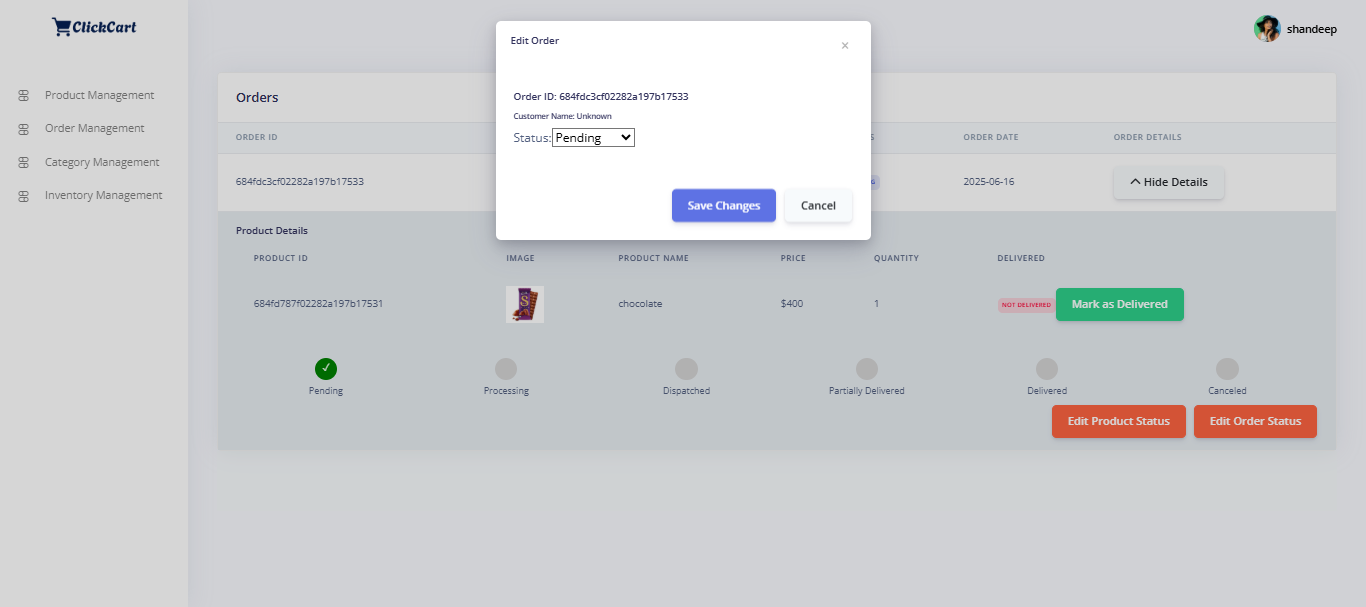 ClickCart
shandeep
Product Management
Order Management
Category Management
Inventory Management
Edit Order
×
Order ID: 684fdc3cf02282a197b17533
Customer Name: Unknown
Status: Pending
Save Changes Cancel
Orders
ORDER ID ORDER DATE ORDER DETAILS
684fdc3cf02282a197b17533 2025-06-16 Hide Details
Product Details
PRODUCT ID IMAGE PRODUCT NAME PRICE QUANTITY DELIVERED
684fd787f02282a197b17531 chocolate $400 1 NOT DELIVERED Mark as Delivered
Pending Processing Dispatched Partially Delivered Delivered Canceled
Edit Product Status Edit Order Status